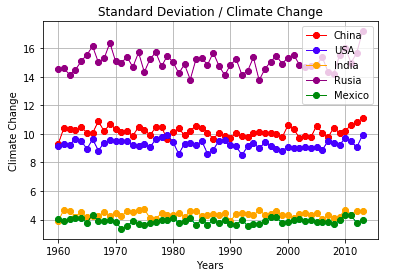 Standard Deviation / Climate Change
China
USA
India
Rusia
Mexico
Climate Change
16
14
12
10
8
6
4
1960
1970
1980
1990
2000
2010
Years